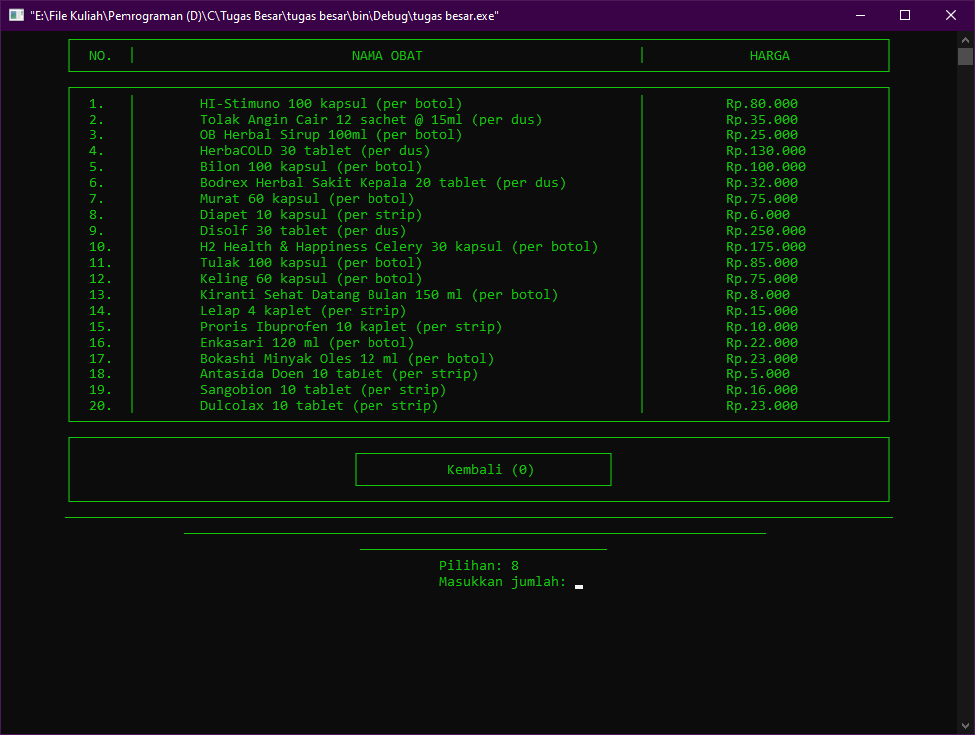 "E:\File Kuliah\Pemrograman (D)\C\Tugas Besar\tugas besar\bin\Debug\tugas besar.exe"
NO. | NAMA OBAT | HARGA
1. HI-Stimuno 100 kapsul (per botol) Rp.80.000
2. Tolak Angin Cair 12 sachet @ 15ml (per dus) Rp.35.000
3. OB Herbal Sirup 100ml (per botol) Rp.25.000
4. HerbaCOLD 30 tablet (per dus) Rp.130.000
5. Bilon 100 kapsul (per botol) Rp.100.000
6. Bodrex Herbal Sakit Kepala 20 tablet (per dus) Rp.32.000
7. Murat 60 kapsul (per botol) Rp.75.000
8. Diapet 10 kapsul (per strip) Rp.6.000
9. Disolf 30 tablet (per dus) Rp.250.000
10. H2 Health & Happiness Celery 30 kapsul (per botol) Rp.175.000
11. Tulak 100 kapsul (per botol) Rp.85.000
12. Keling 60 kapsul (per botol) Rp.75.000
13. Kiranti Sehat Datang Bulan 150 ml (per botol) Rp.8.000
14. Lelap 4 kaplet (per strip) Rp.15.000
15. Proris Ibuprofen 10 kaplet (per strip) Rp.10.000
16. Enkasari 120 ml (per botol) Rp.22.000
17. Bokashi Minyak Oles 12 ml (per botol) Rp.23.000
18. Antasida Doen 10 tablet (per strip) Rp.5.000
19. Sangobion 10 tablet (per strip) Rp.16.000
20. Dulcolax 10 tablet (per strip) Rp.23.000
Kembali (0)
Pilihan: 8
Masukkan jumlah: